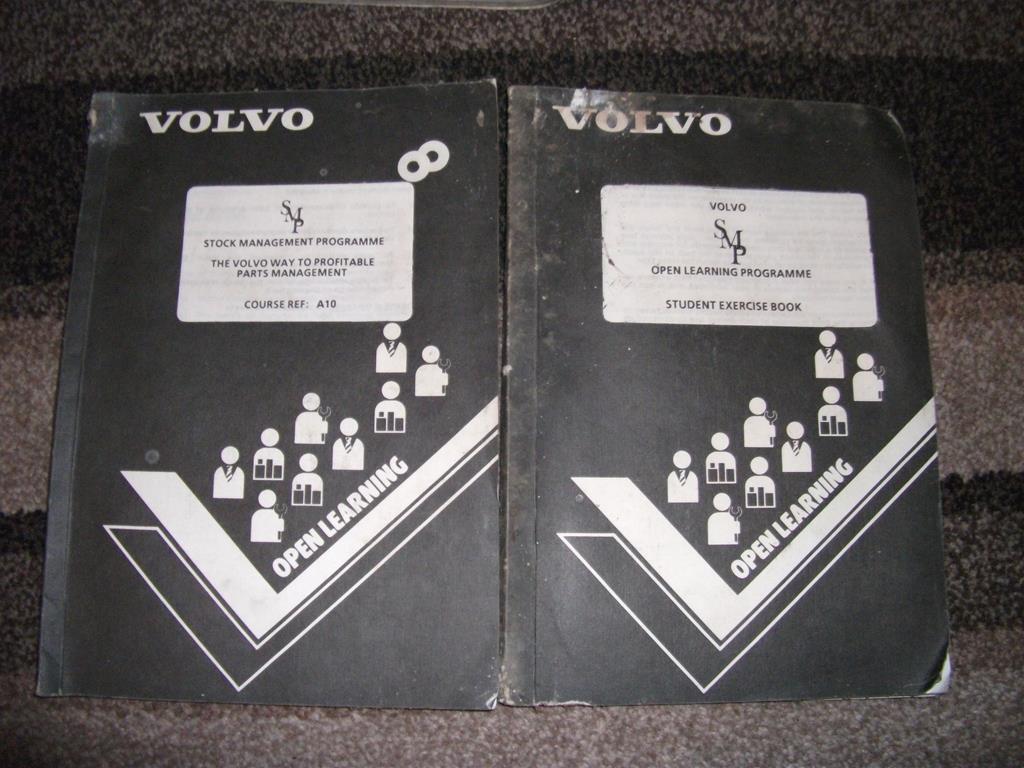 VOLVO
SMP
STOCK MANAGEMENT PROGRAMME
THE VOLVO WAY TO PROFITABLE
PARTS MANAGEMENT
COURSE REF: A10
OPEN LEARNING
VOLVO
VOLVO
SMP
OPEN LEARNING PROGRAMME
STUDENT EXERCISE BOOK
OPEN LEARNING